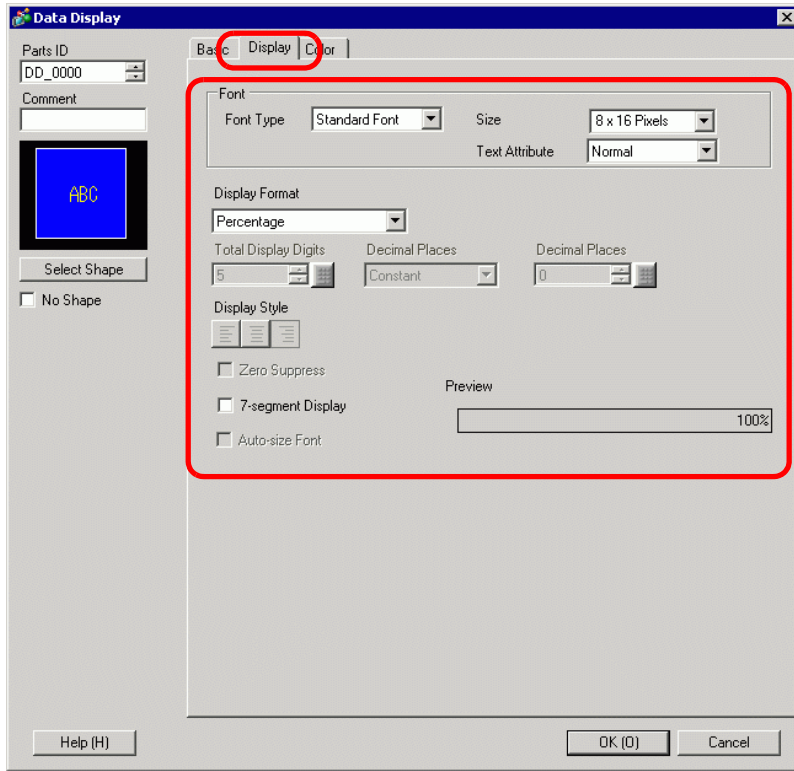 Data Display
Parts ID
DD_0000
Comment
ABC
Select Shape
No Shape
Basic Display Color
Font
Font Type Standard Font Size 8 x 16 Pixels
Text Attribute Normal
Display Format
Percentage
Total Display Digits Decimal Places Decimal Places
5 Constant 0
Display Style
Zero Suppress
Preview
7-segment Display
100%
Auto-size Font
Help (H) OK (O) Cancel